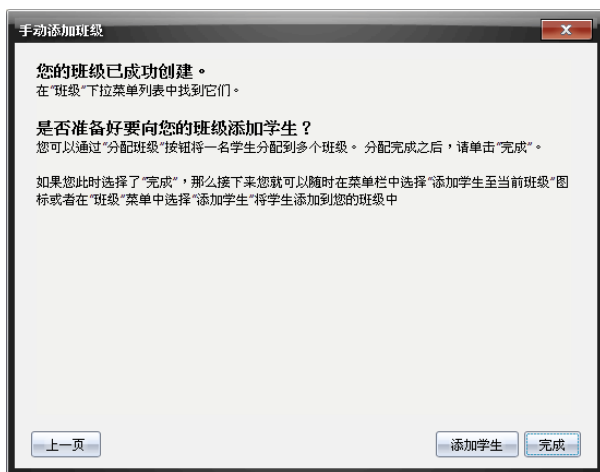 手动添加班级
您的班级已成功创建。
在"班级"下拉菜单列表中找到它们。
是否准备好要向您的班级添加学生？
您可以通过"分配班级"按钮将一名学生分配到多个班级。 分配完成之后，请单击"完成"。
如果您此时选择了"完成"，那么接下来您就可以随时在菜单栏中选择"添加学生至当前班级"图
标或者在"班级"菜单中选择"添加学生"将学生添加到您的班级中
上一页
添加学生
完成